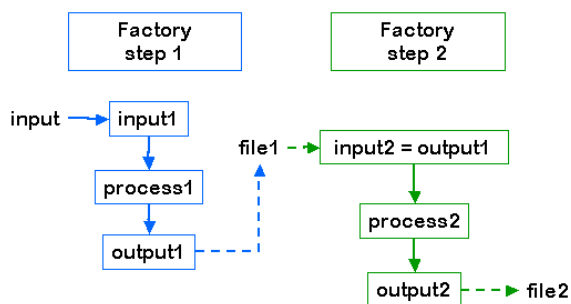 Factory
step 1
Factory
step 2
input
input1
process1
output1
file1
input2 = output1
process2
output2
file2